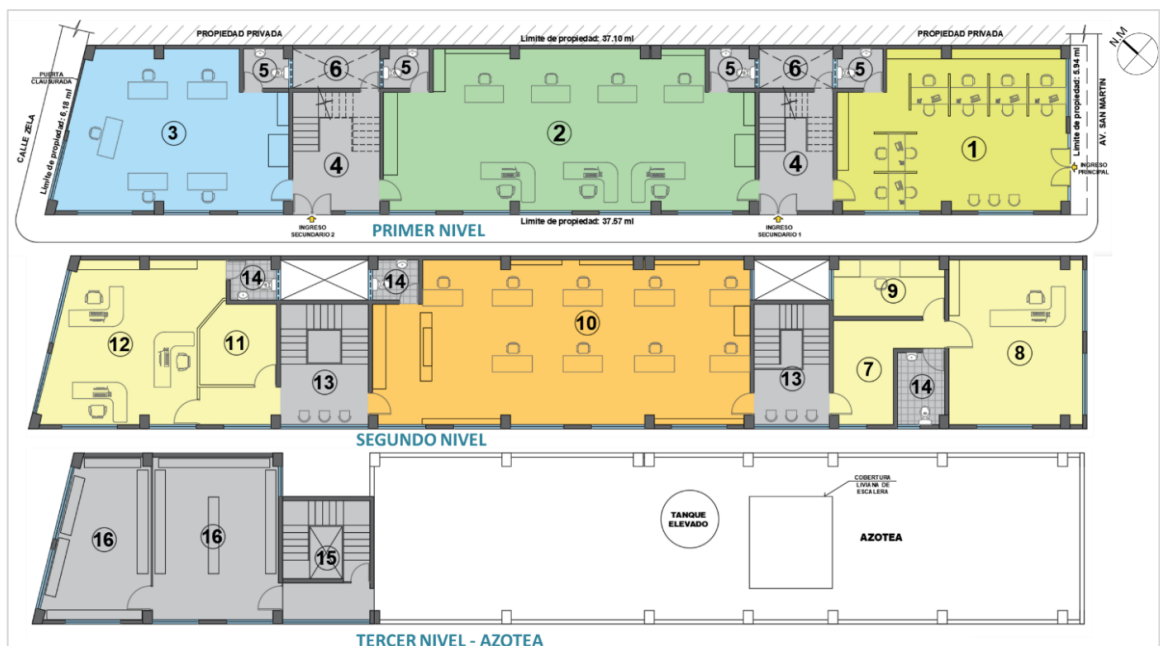 PROPIEDAD PRIVADA
Limite de propiedad: 37.10 ml
PROPIEDAD PRIVADA
N.M
PUERTA
CLAUSURADA
CALLE ZELA
Limite de propiedad: 6.18 ml
Limite de propiedad: 5.94 ml
AV. SAN MARTIN
5
6
5
5
6
5
3
4
2
4
1
INGRESO
PRINCIPAL
INGRESO
SECUNDARIO 2
PRIMER NIVEL
Limite de propiedad: 37.57 ml
INGRESO
SECUNDARIO 1
14
14
9
12
11
13
10
13
7
14
8
SEGUNDO NIVEL
COBERTURA
LIVIANA DE
ESCALERA
16
16
15
TANQUE
ELEVADO
AZOTEA
TERCER NIVEL - AZOTEA